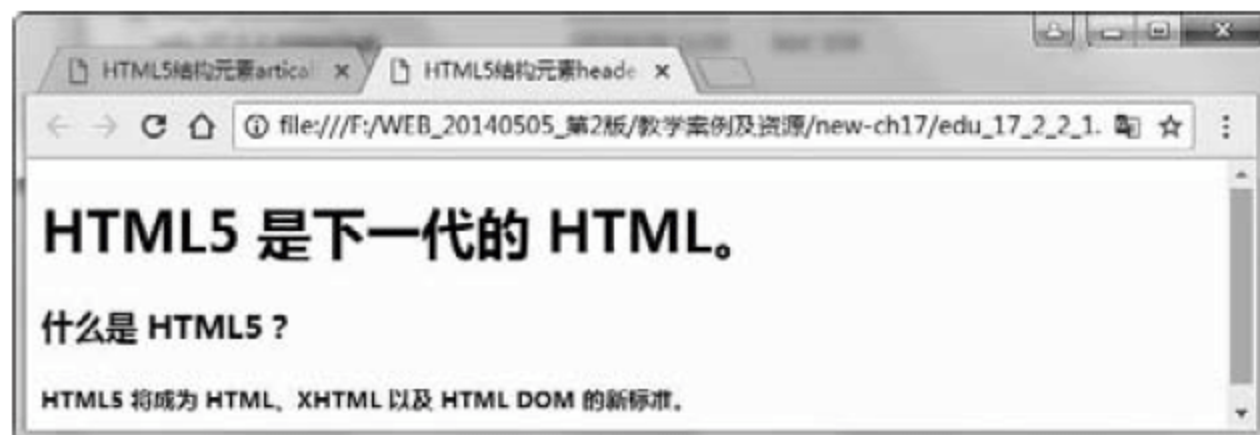 HTML5结构元素artical
HTML5结构元素heade
file:///F:/WEB_20140505_第2版/教学案例及资源/new-ch17/edu_17_2_2_1.
HTML5 是下一代的 HTML。
什么是 HTML5 ?
HTML5 将成为 HTML、XHTML 以及 HTML DOM 的新标准。